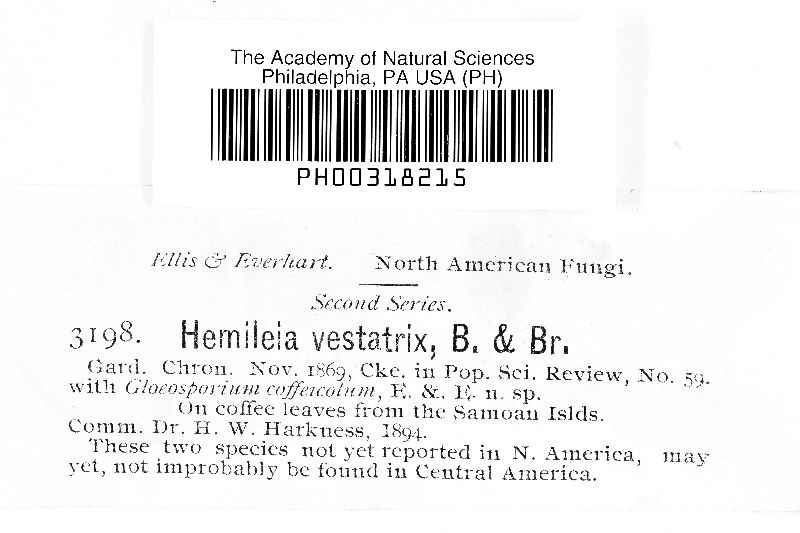 The Academy of Natural Sciences
Philadelphia, PA USA (PH)
PH00318215
Ellis & Everhart. North American Fungi.
Second Series.
3198. Hemileia vestatrix, B. & Br.
Gard. Chron. Nov. 1869, Cke. in Pop. Sci. Review, No. 59.
with Gloeosporium coffeicolum, E. &. E. n. sp.
On coffee leaves from the Samoan Islds.
Comm. Dr. H. W. Harkness, 1894.
These two species not yet reported in N. America, may
yet, not improbably be found in Central America.